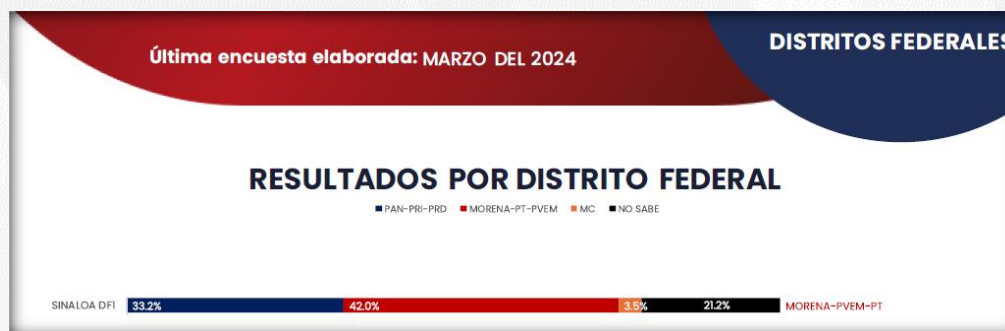 Última encuesta elaborada: MARZO DEL 2024
DISTRITOS FEDERALES
RESULTADOS POR DISTRITO FEDERAL
PAN-PRI-PRD MORENA-PT-PVEM MC NO SABE
SINALOA DF1 33.2% 42.0% 3.5% 21.2% MORENA-PVEM-PT